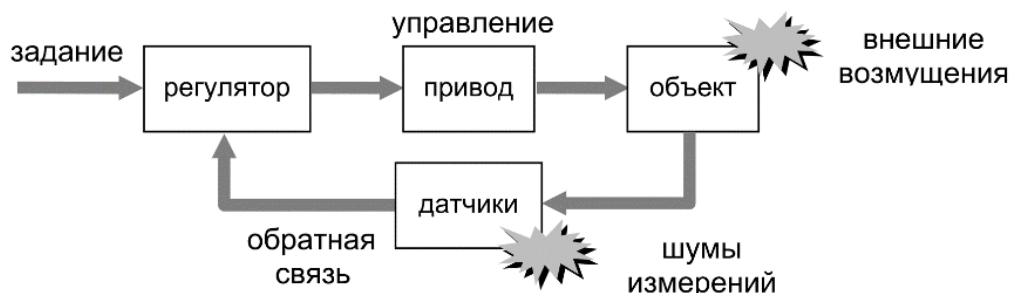 управление
задание
внешние
возмущения
регулятор
привод
объект
датчики
обратная
связь
шумы
измерений